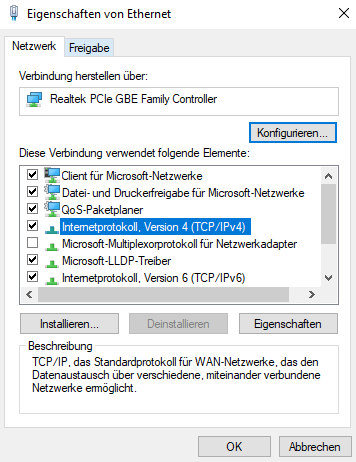 Eigenschaften von Ethernet
Netzwerk Freigabe
Verbindung herstellen über:
Realtek PCIe GBE Family Controller
Konfigurieren...
Diese Verbindung verwendet folgende Elemente:
Client für Microsoft-Netzwerke
Datei- und Druckerfreigabe für Microsoft-Netzwerke
QoS-Paketplaner
Internetprotokoll, Version 4 (TCP/IPv4)
Microsoft-Multiplexorprotokoll für Netzwerkadapter
Microsoft-LLDP-Treiber
Internetprotokoll, Version 6 (TCP/IPv6)
Installieren... Deinstallieren Eigenschaften
Beschreibung
TCP/IP, das Standardprotokoll für WAN-Netzwerke, das den
Datenaustausch über verschiedene, miteinander verbundene
Netzwerke ermöglicht.
OK Abbrechen